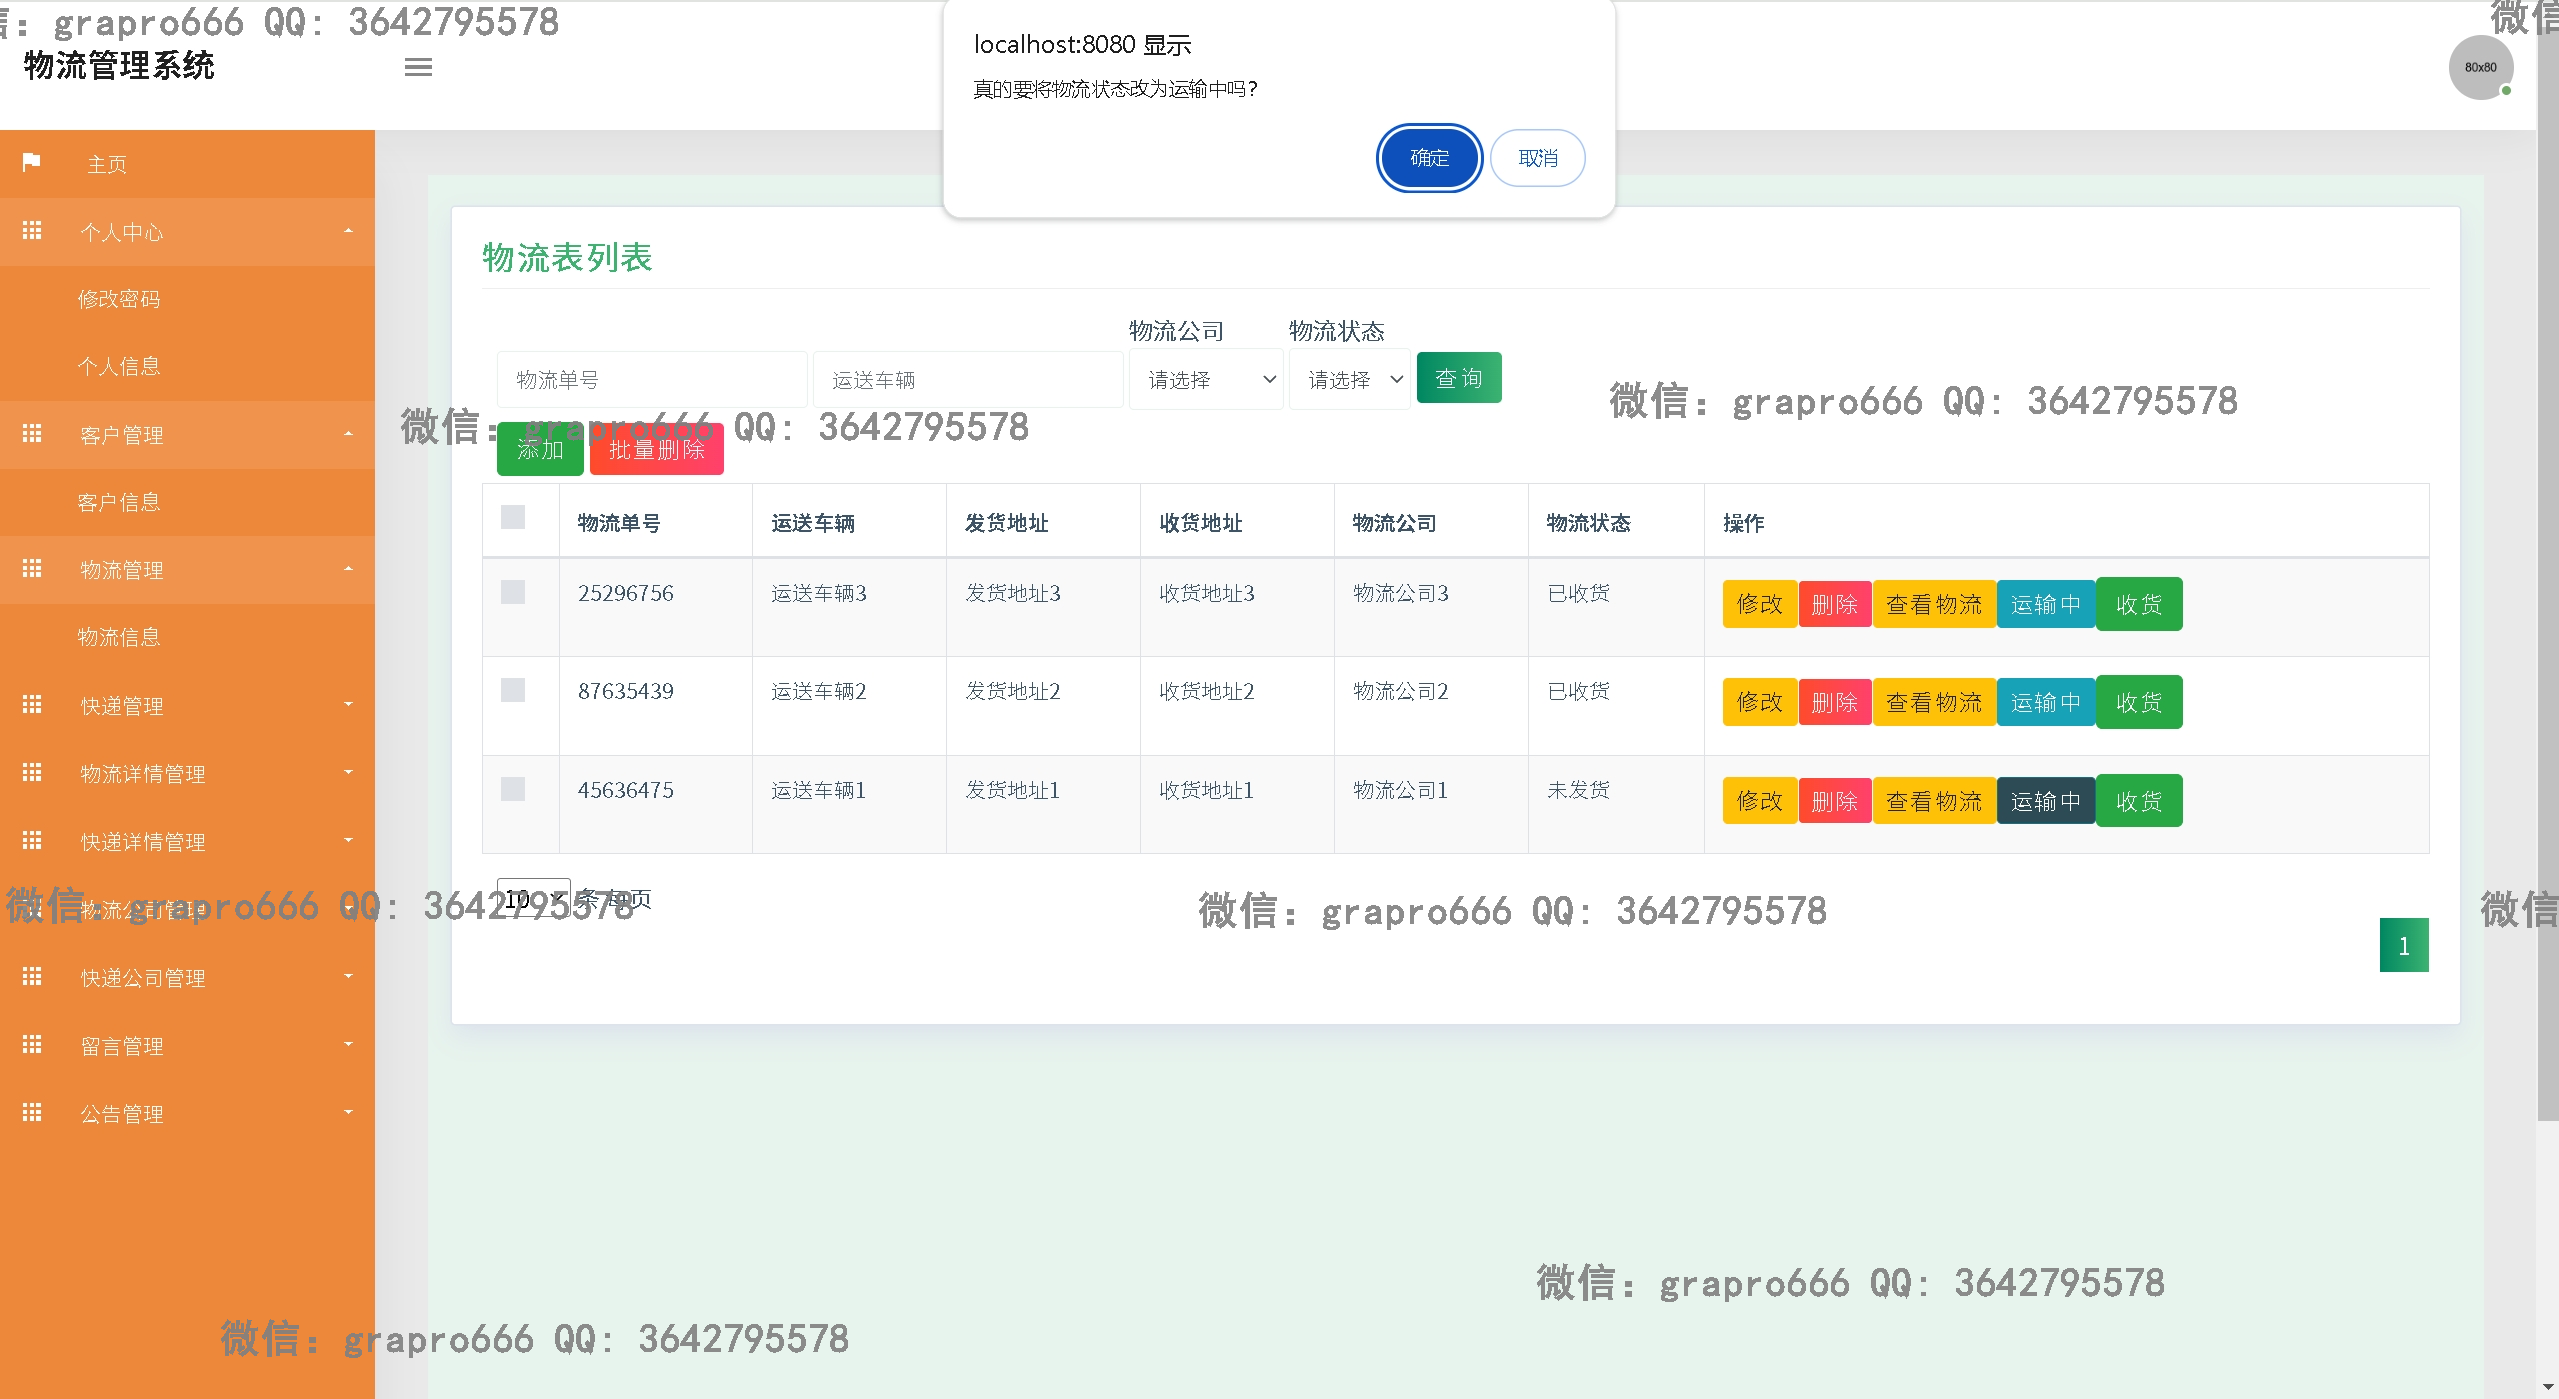 微信: grapro666 QQ: 3642795578
微信
物流管理系统
80x80
localhost:8080 显示
真的要将物流状态改为运输中吗?
确定
取消
主页
个人中心
修改密码
个人信息
客户管理
客户信息
物流管理
物流信息
快递管理
物流详情管理
快递详情管理
物流公司管理
快递公司管理
留言管理
公告管理
物流表列表
物流公司 物流状态
物流单号 运送车辆 请选择 请选择 查询
微信: grapro666 QQ: 3642795578
微信: grapro666 QQ: 3642795578
添加 批量删除
物流单号 运送车辆 发货地址 收货地址 物流公司 物流状态 操作
25296756 运送车辆3 发货地址3 收货地址3 物流公司3 已收货 修改 删除 查看物流 运输中 收货
87635439 运送车辆2 发货地址2 收货地址2 物流公司2 已收货 修改 删除 查看物流 运输中 收货
45636475 运送车辆1 发货地址1 收货地址1 物流公司1 未发货 修改 删除 查看物流 运输中 收货
10 条 每页
微信: grapro666 QQ: 3642795578
微信: grapro666 QQ: 3642795578
微信
1
微信: grapro666 QQ: 3642795578
微信: grapro666 QQ: 3642795578